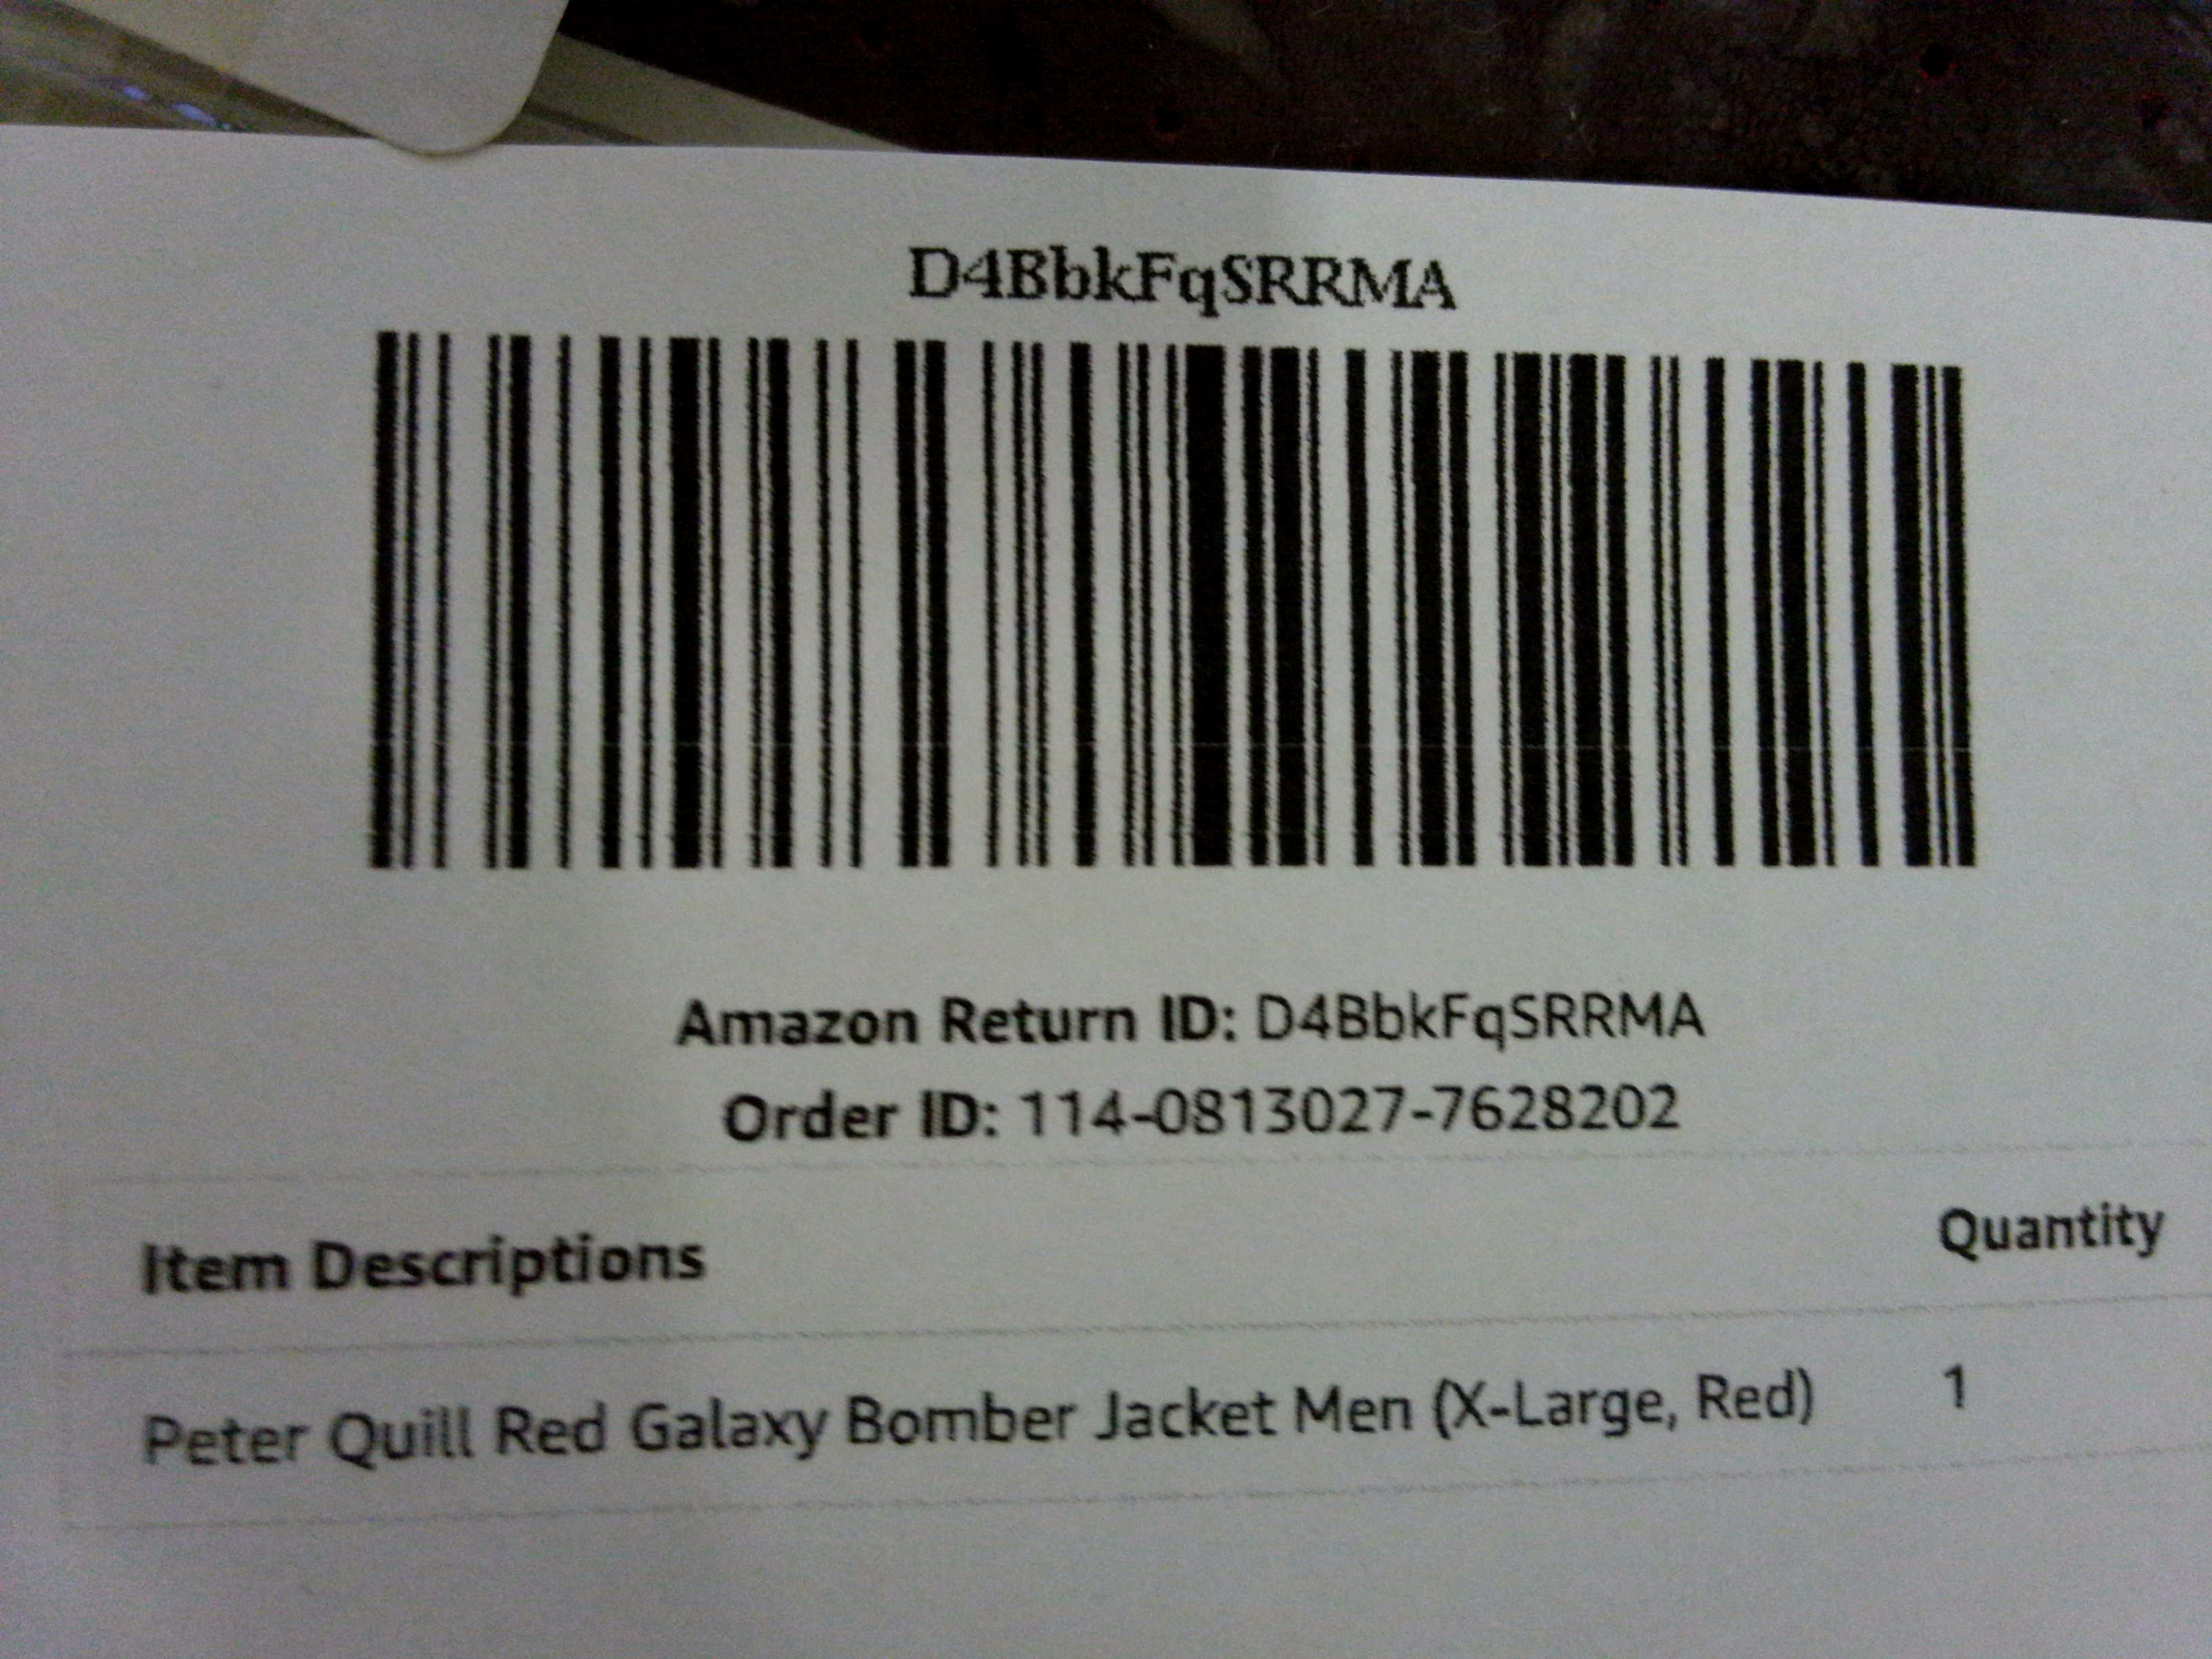 D4BbkFqSRRMA
Amazon Return ID: D4BbkFqSRRMA
Order ID: 114-0813027-7628202
Item Descriptions Quantity
Peter Quill Red Galaxy Bomber Jacket Men (X-Large, Red) 1